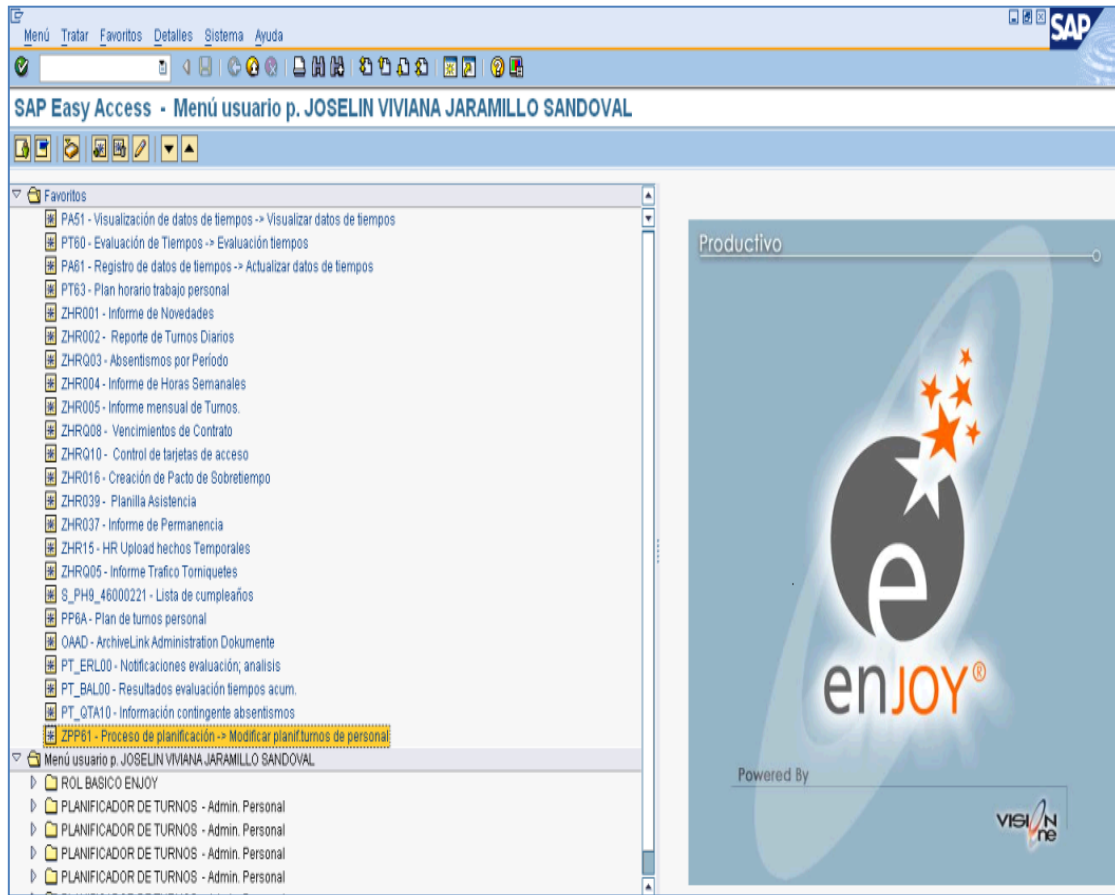 Menú Tratar Favoritos Detalles Sistema Ayuda
SAP
SAP Easy Access - Menú usuario p. JOSELIN VIVIANA JARAMILLO SANDOVAL
Favoritos
PA51 - Visualización de datos de tiempos -> Visualizar datos de tiempos
PT60 - Evaluación de Tiempos -> Evaluación tiempos
PA61 - Registro de datos de tiempos -> Actualizar datos de tiempos
PT63 - Plan horario trabajo personal
ZHR001 - Informe de Novedades
ZHR002 - Reporte de Turnos Diarios
ZHRQ03 - Absentismos por Período
ZHR004 - Informe de Horas Semanales
ZHR005 - Informe mensual de Turnos.
ZHRQ08 - Vencimientos de Contrato
ZHRQ10 - Control de tarjetas de acceso
ZHR016 - Creación de Pacto de Sobretiempo
ZHR039 - Planilla Asistencia
ZHR037 - Informe de Permanencia
ZHR15 - HR Upload hechos Temporales
ZHRQ05 - Informe Trafico Torniquetes
S_PH9_46000221 - Lista de cumpleaños
PP6A - Plan de turnos personal
OAAD - ArchiveLink Administration Dokumente
PT_ERL00 - Notificaciones evaluación; analisis
PT_BAL00 - Resultados evaluación tiempos acum.
PT_QTA10 - Información contingente absentismos
ZPP61 - Proceso de planificación -> Modificar planif.turnos de personal
Menú usuario p. JOSELIN VIVIANA JARAMILLO SANDOVAL
ROL BASICO ENJOY
PLANIFICADOR DE TURNOS - Admin. Personal
PLANIFICADOR DE TURNOS - Admin. Personal
PLANIFICADOR DE TURNOS - Admin. Personal
PLANIFICADOR DE TURNOS - Admin. Personal
Productivo
e
enJOY®
Powered By
VISION
One